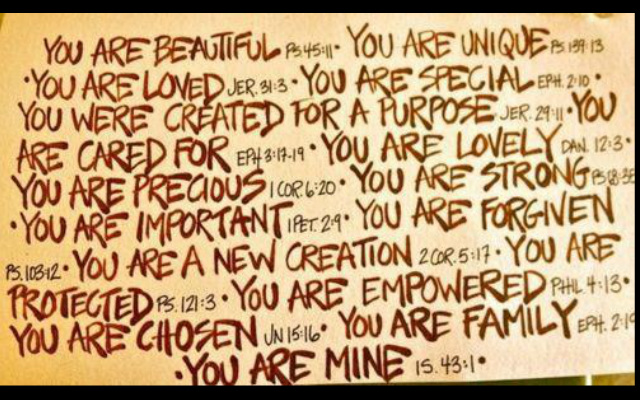 YOU ARE BEAUTIFUL PS.45:11• YOU ARE UNIQUE PS.139:13
•YOU ARE LOVED JER. 31:3 • YOU ARE SPECIAL EPH. 2:10 •
YOU WERE CREATED FOR A PURPOSE JER. 29:11 • YOU
ARE CARED FOR EPH 3:17-19 • YOU ARE LOVELY DAN. 12:3 •
YOU ARE PRECIOUS 1 COR. 6:20 • YOU ARE STRONG PS.18:35
• YOU ARE IMPORTANT 1 PET. 2:9 • YOU ARE FORGIVEN
PS.103:12 • YOU ARE A NEW CREATION 2 COR. 5:17 • YOU ARE
PROTECTED PS. 121:3 • YOU ARE EMPOWERED PHIL 4:13 •
YOU ARE CHOSEN JN 15:16 • YOU ARE FAMILY EPH. 2:19
•YOU ARE MINE IS. 43:1 •